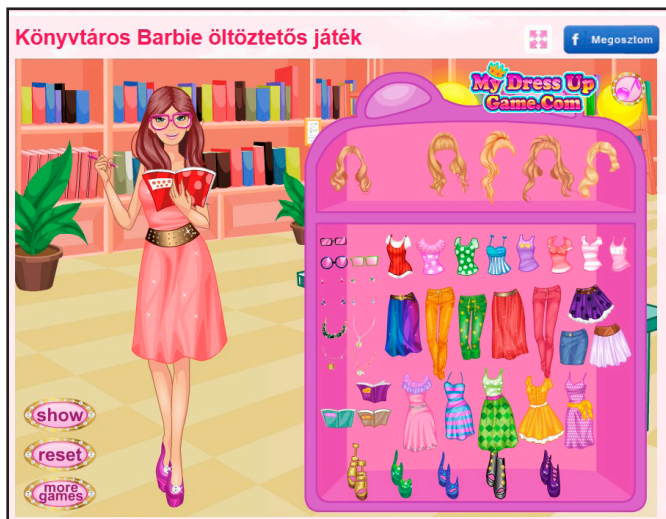 Könyvtáros Barbie öltöztetős játék
f Megosztom
My Dress Up
Game.Com
show
reset
more
games